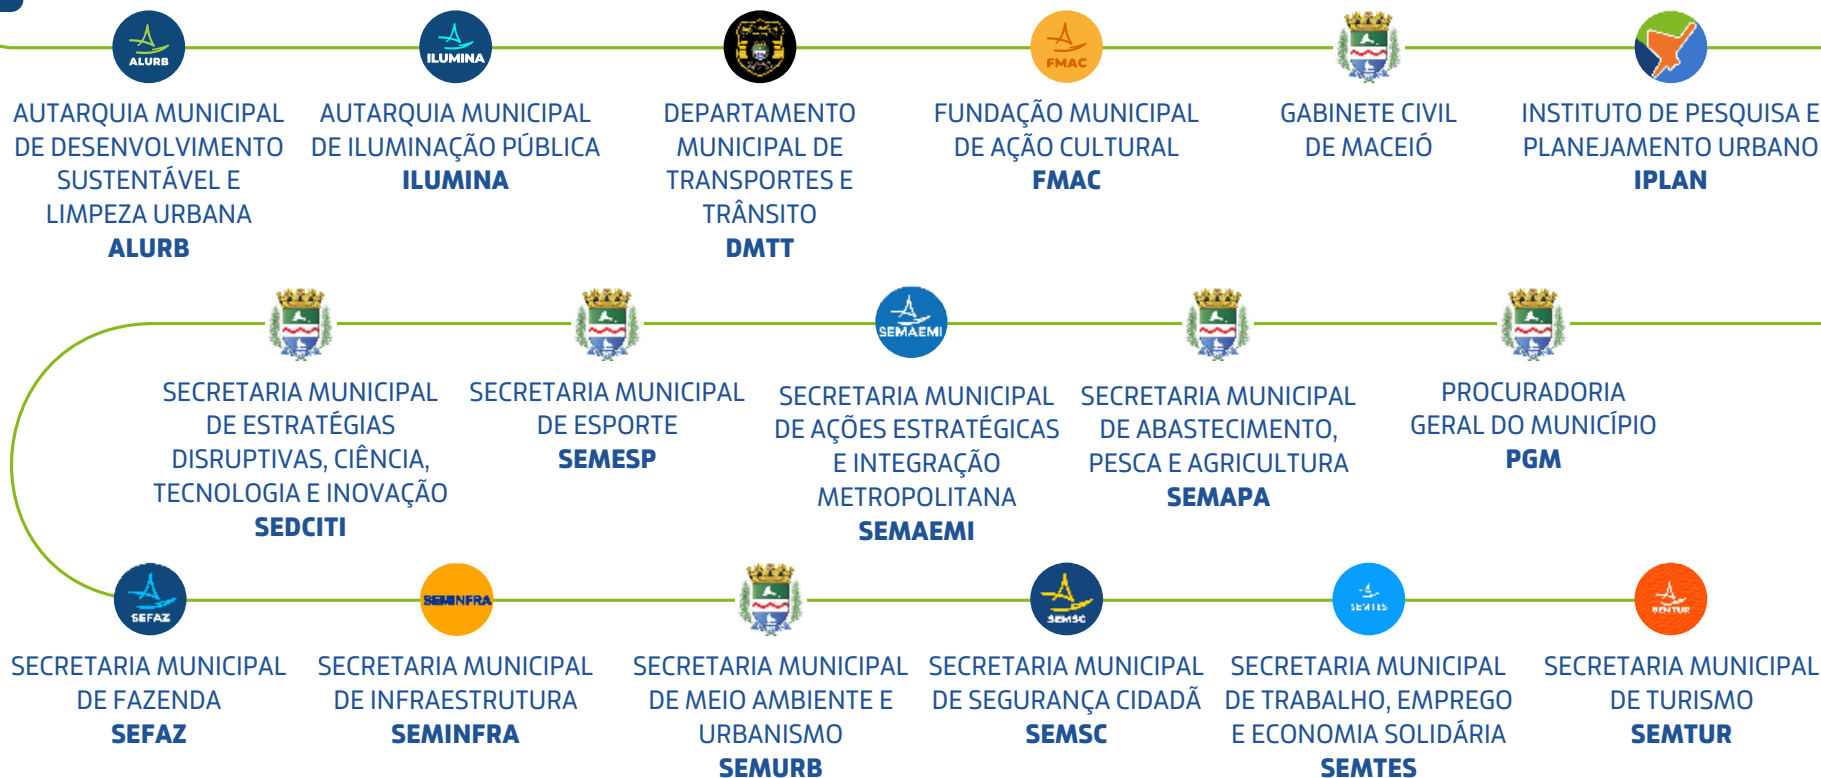 ALURB
ILUMINA
FMAC
AUTARQUIA MUNICIPAL
DE DESENVOLVIMENTO
SUSTENTÁVEL E
LIMPEZA URBANA
ALURB
AUTARQUIA MUNICIPAL
DE ILUMINAÇÃO PÚBLICA
ILUMINA
DEPARTAMENTO
MUNICIPAL DE
TRANSPORTES E
TRÂNSITO
DMTT
FUNDAÇÃO MUNICIPAL
DE AÇÃO CULTURAL
FMAC
GABINETE CIVIL
DE MACEIÓ
INSTITUTO DE PESQUISA E
PLANEJAMENTO URBANO
IPLAN
SEMAEMI
SECRETARIA MUNICIPAL
DE ESTRATÉGIAS
DISRUPTIVAS, CIÊNCIA,
TECNOLOGIA E INOVAÇÃO
SEDCITI
SECRETARIA MUNICIPAL
DE ESPORTE
SEMESP
SECRETARIA MUNICIPAL
DE AÇÕES ESTRATÉGICAS
E INTEGRAÇÃO
METROPOLITANA
SEMAEMI
SECRETARIA MUNICIPAL
DE ABASTECIMENTO,
PESCA E AGRICULTURA
SEMAPA
PROCURADORIA
GERAL DO MUNICÍPIO
PGM
SEFAZ
SEMINFRA
SEMSC
SEMTES
SEMTUR
SECRETARIA MUNICIPAL
DE FAZENDA
SEFAZ
SECRETARIA MUNICIPAL
DE INFRAESTRUTURA
SEMINFRA
SECRETARIA MUNICIPAL
DE MEIO AMBIENTE E
URBANISMO
SEMURB
SECRETARIA MUNICIPAL
DE SEGURANÇA CIDADÃ
SEMSC
SECRETARIA MUNICIPAL
DE TRABALHO, EMPREGO
E ECONOMIA SOLIDÁRIA
SEMTES
SECRETARIA MUNICIPAL
DE TURISMO
SEMTUR